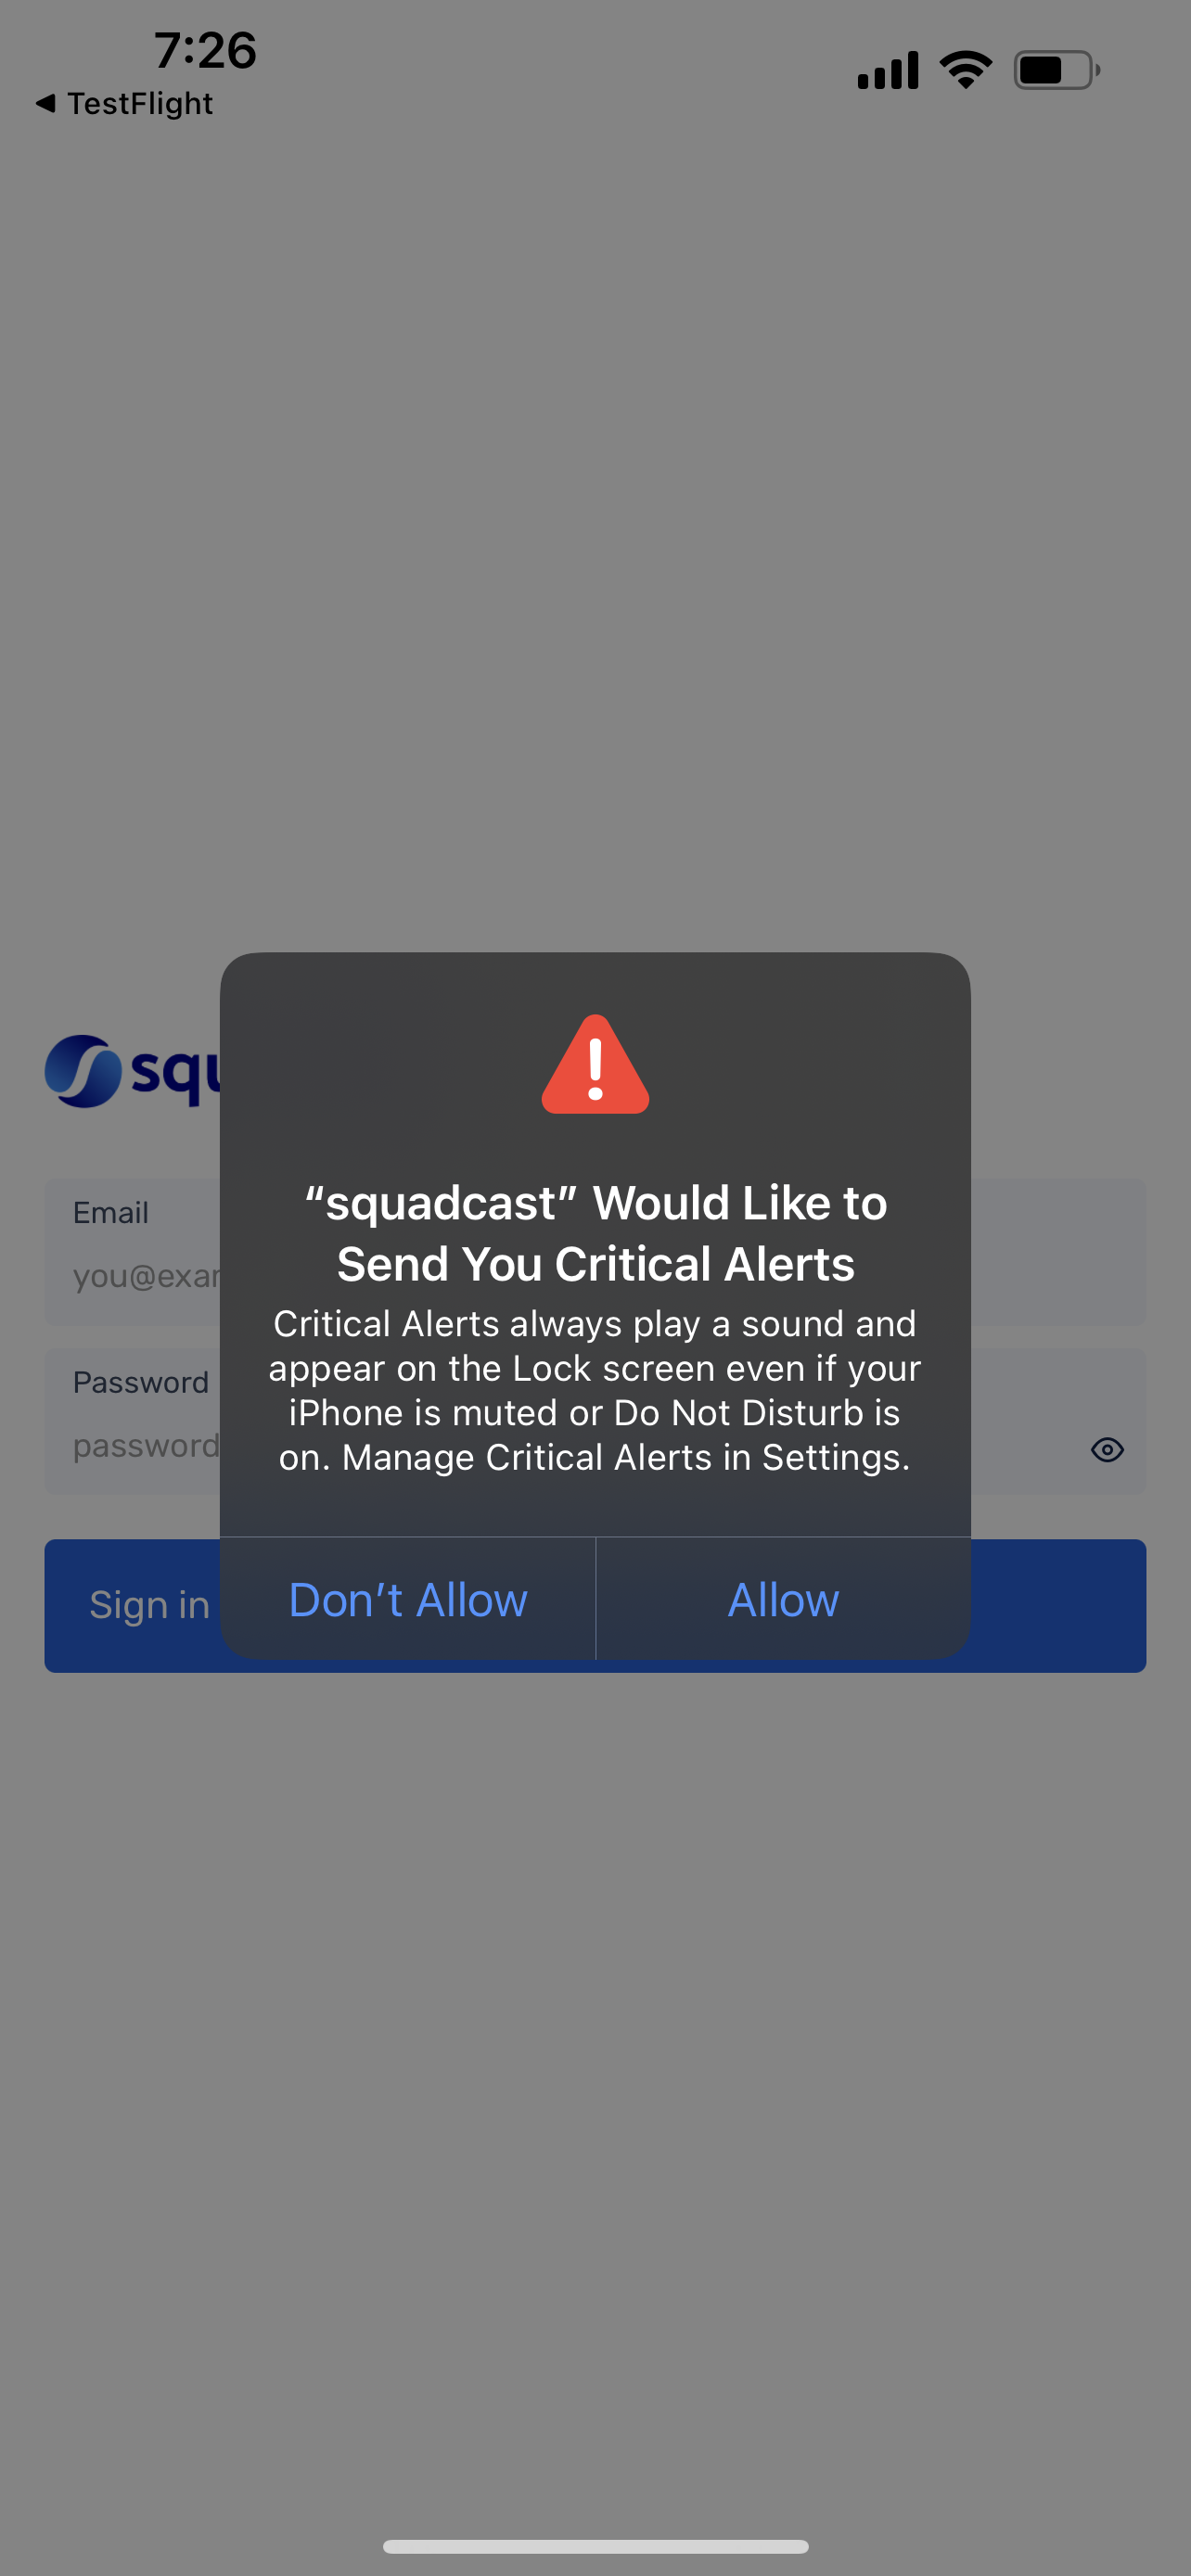 7:26
◀ TestFlight
squ
“squadcast” Would Like to
Send You Critical Alerts
Critical Alerts always play a sound and
appear on the Lock screen even if your
iPhone is muted or Do Not Disturb is
on. Manage Critical Alerts in Settings.
Don’t Allow
Allow
Email
you@exam
Password
password
Sign in